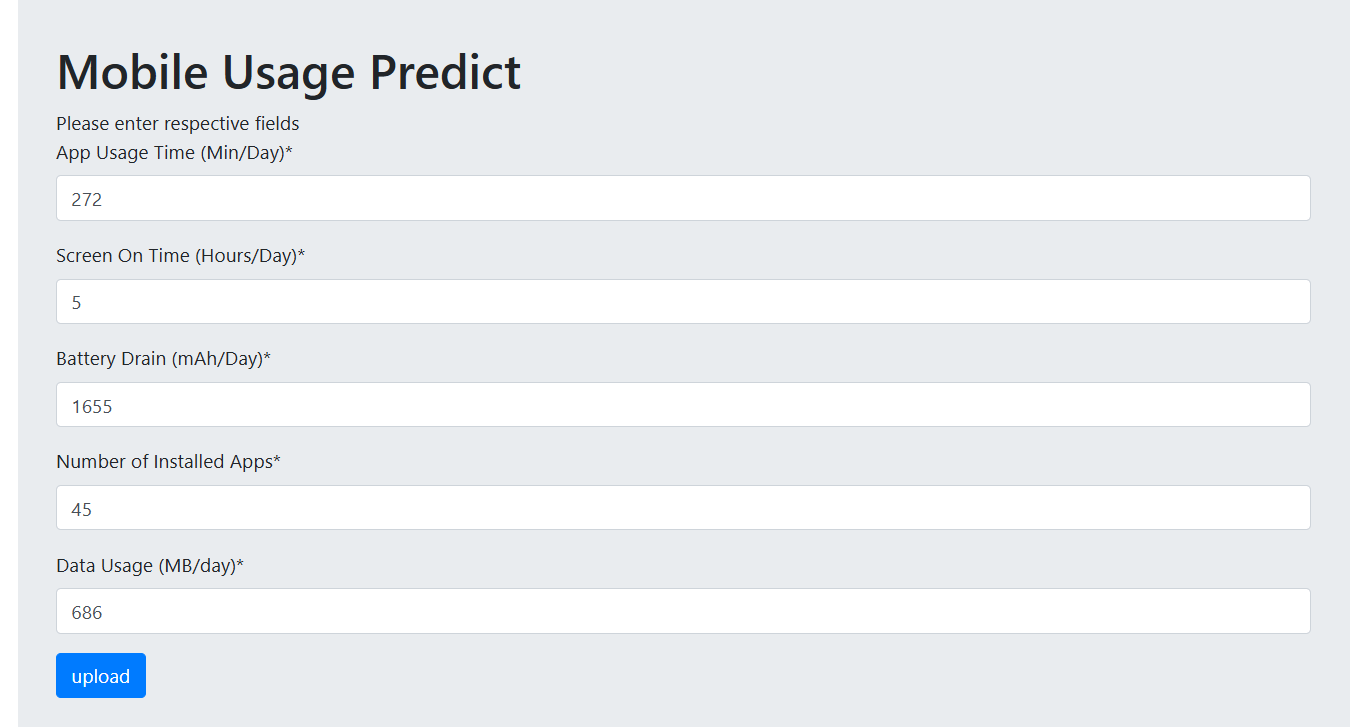 Mobile Usage Predict
Please enter respective fields
App Usage Time (Min/Day)*
272
Screen On Time (Hours/Day)*
5
Battery Drain (mAh/Day)*
1655
Number of Installed Apps*
45
Data Usage (MB/day)*
686
upload